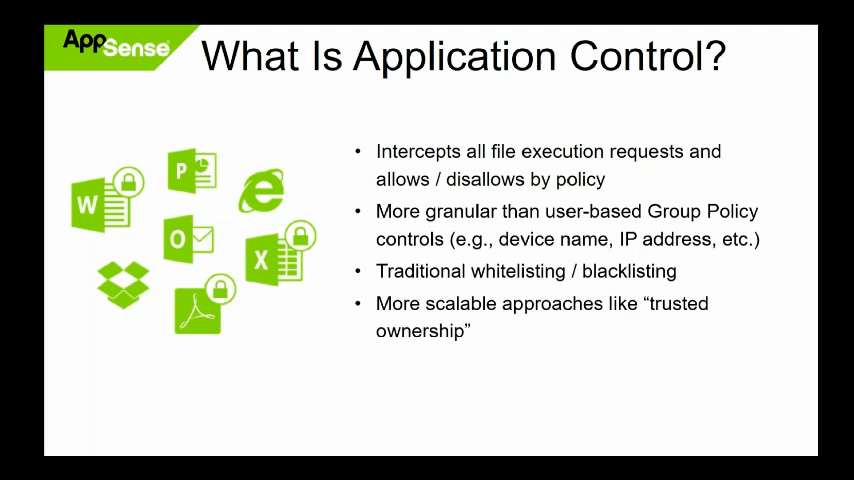 AppSense®
What Is Application Control?
• Intercepts all file execution requests and
allows / disallows by policy
• More granular than user-based Group Policy
controls (e.g., device name, IP address, etc.)
• Traditional whitelisting / blacklisting
• More scalable approaches like “trusted
ownership”
P
W
e
O
X